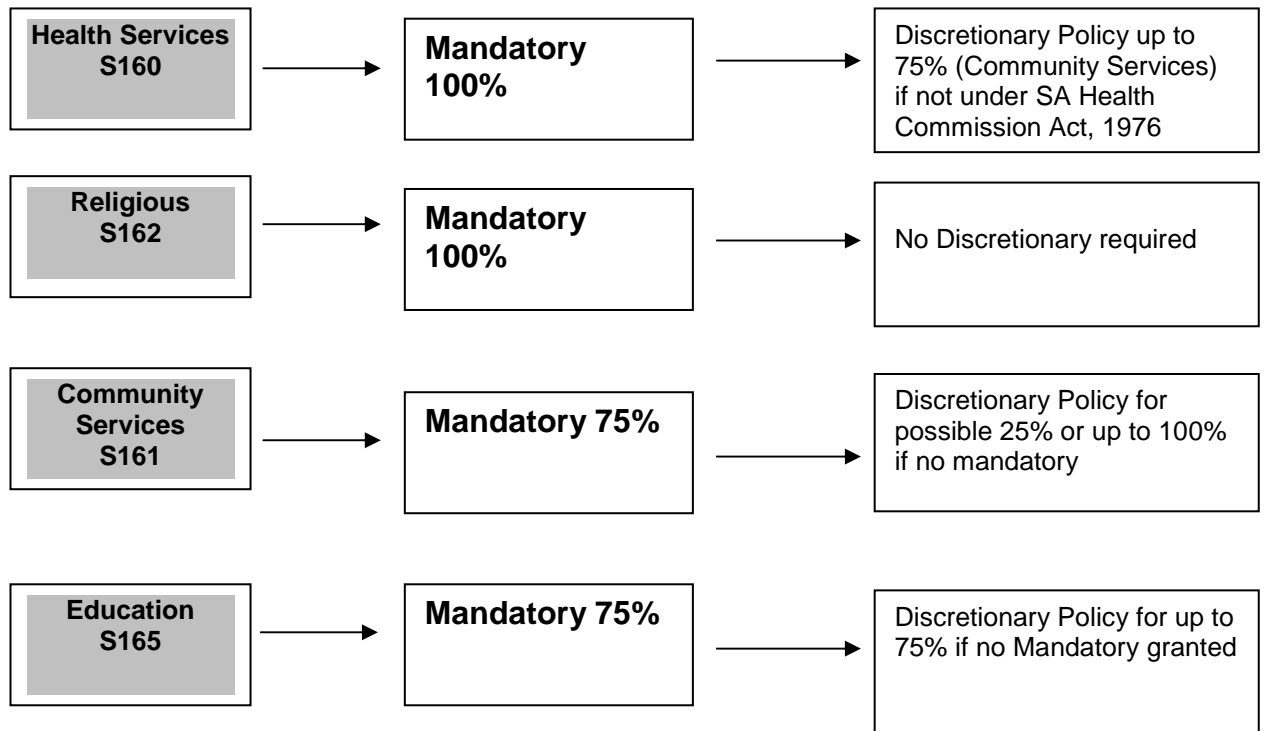 Health Services
S160
Mandatory
100%
Discretionary Policy up to
75% (Community Services)
if not under SA Health
Commission Act, 1976
Religious
S162
Mandatory
100%
No Discretionary required
Community
Services
S161
Mandatory 75%
Discretionary Policy for
possible 25% or up to 100%
if no mandatory
Education
S165
Mandatory 75%
Discretionary Policy for up to
75% if no Mandatory granted